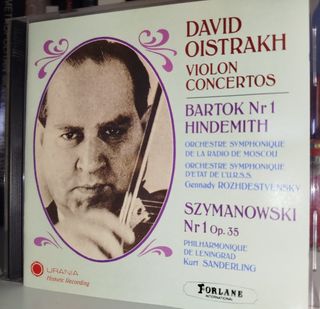 DAVID
OISTRAKH
VIOLON
CONCERTOS
BARTOK Nr 1
HINDEMITH
ORCHESTRE SYMPHONIQUE
DE LA RADIO DE MOSCOU
ORCHESTRE SYMPHONIQUE
D'ETAT DE L'U.R.S.S.
Gennady ROZHDESTVENSKY
SZYMANOWSKI
Nr 1 Op. 35
PHILHARMONIQUE
DE LENINGRAD
Kurt SANDERLING
URANIA
Historic Recording
FORLANE
INTERNATIONAL